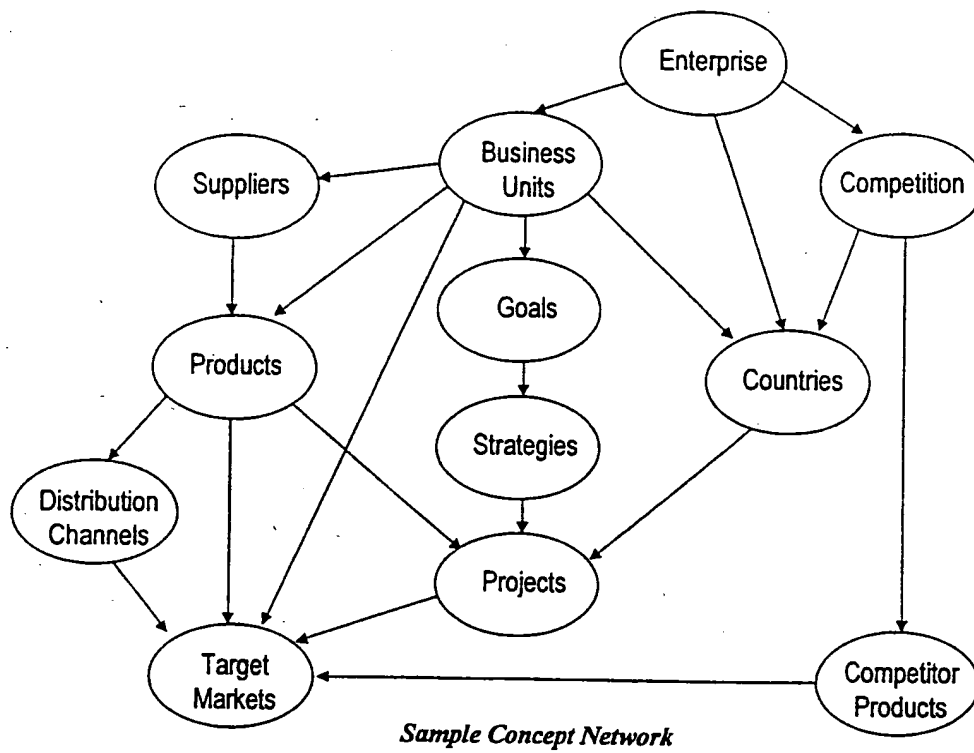 Enterprise
Business
Units
Suppliers
Competition
Goals
Products
Countries
Strategies
Distribution
Channels
Projects
Target
Markets
Competitor
Products
Sample Concept Network